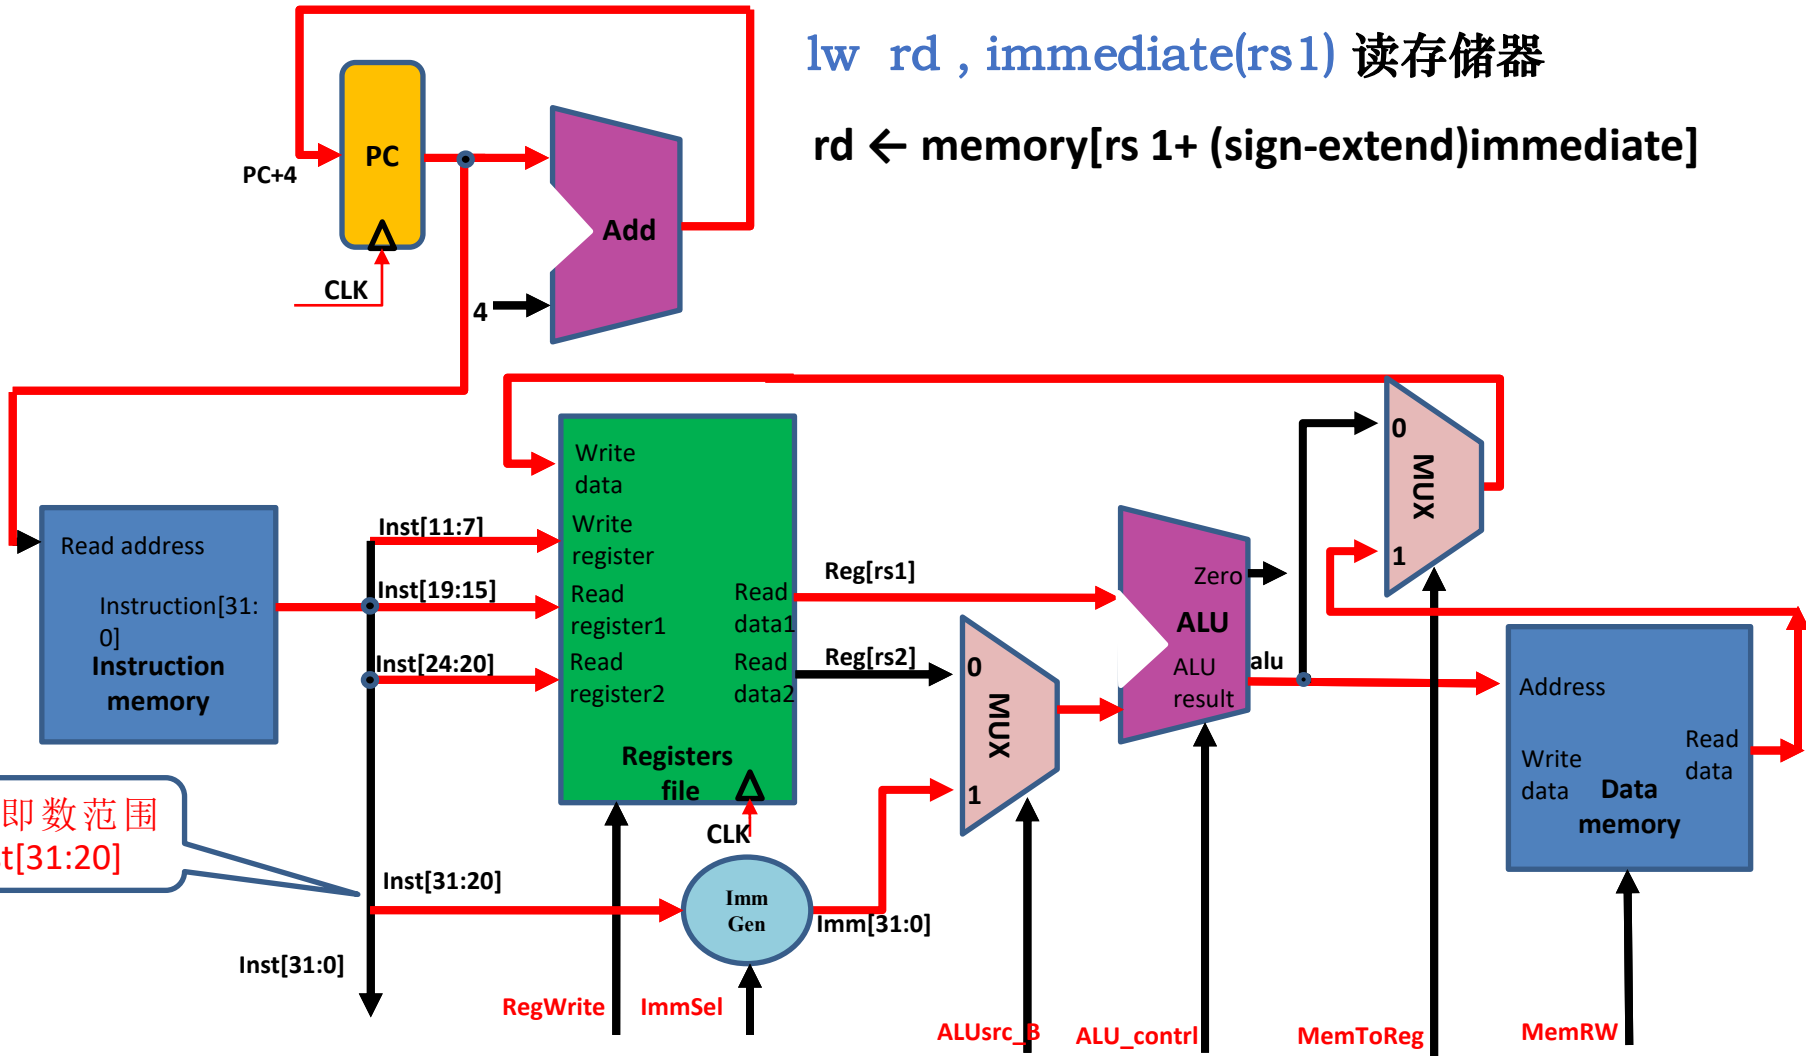 lw rd , immediate(rs1) 读存储器
rd ← memory[rs 1+ (sign-extend)immediate]
PC+4
PC
CLK
Add
4
Read address
Instruction[31:
0]
Instruction
memory
Inst[11:7]
Inst[19:15]
Inst[24:20]
Write
data
Write
register
Read
register1
Read
register2
Read
data1
Read
data2
Registers
file
CLK
Reg[rs1]
Reg[rs2]
0
MUX
1
Zero
ALU
ALU
result
alu
0
MUX
1
Address
Write
data
Read
data
Data
memory
即数范围
t[31:20]
Inst[31:20]
Imm
Gen
Imm[31:0]
Inst[31:0]
RegWrite
ImmSel
ALUsrc_B
ALU_contrl
MemToReg
MemRW